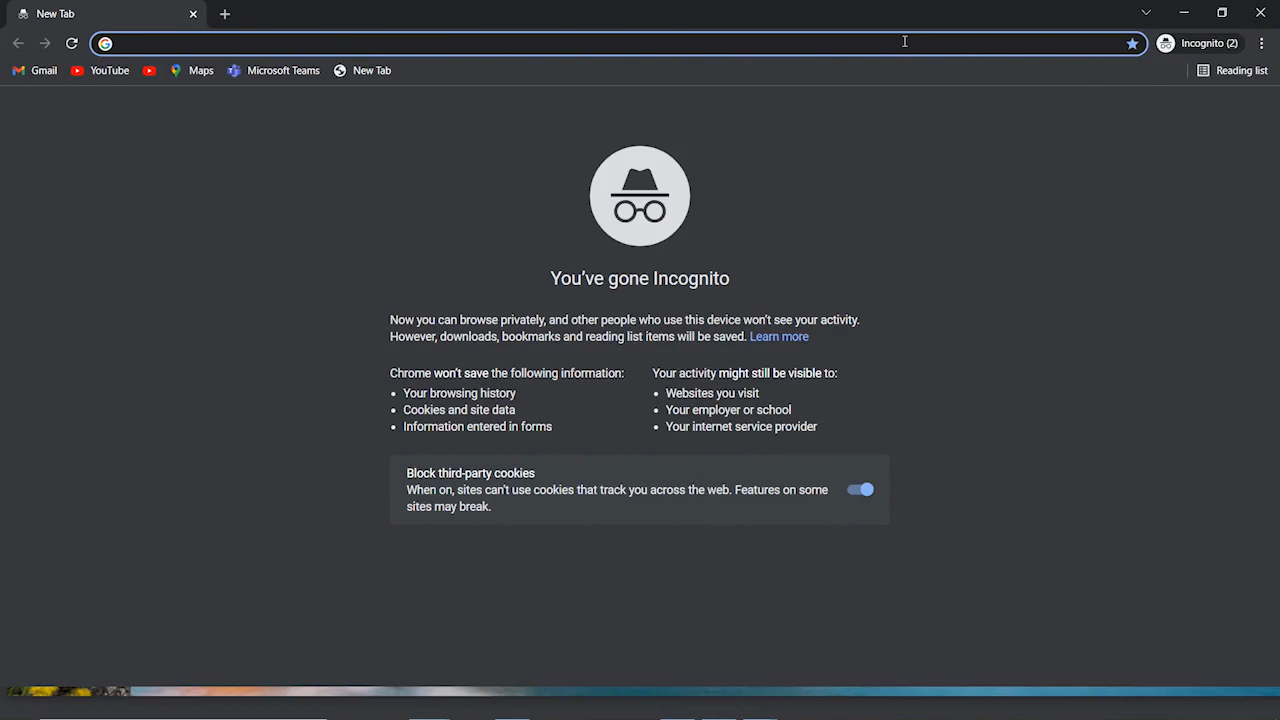 New Tab
Incognito (2)
Gmail YouTube Maps Microsoft Teams New Tab Reading list
You've gone Incognito
Now you can browse privately, and other people who use this device won't see your activity.
However, downloads, bookmarks and reading list items will be saved. Learn more
Chrome won't save the following information:
• Your browsing history
• Cookies and site data
• Information entered in forms
Your activity might still be visible to:
• Websites you visit
• Your employer or school
• Your internet service provider
Block third-party cookies
When on, sites can't use cookies that track you across the web. Features on some
sites may break.